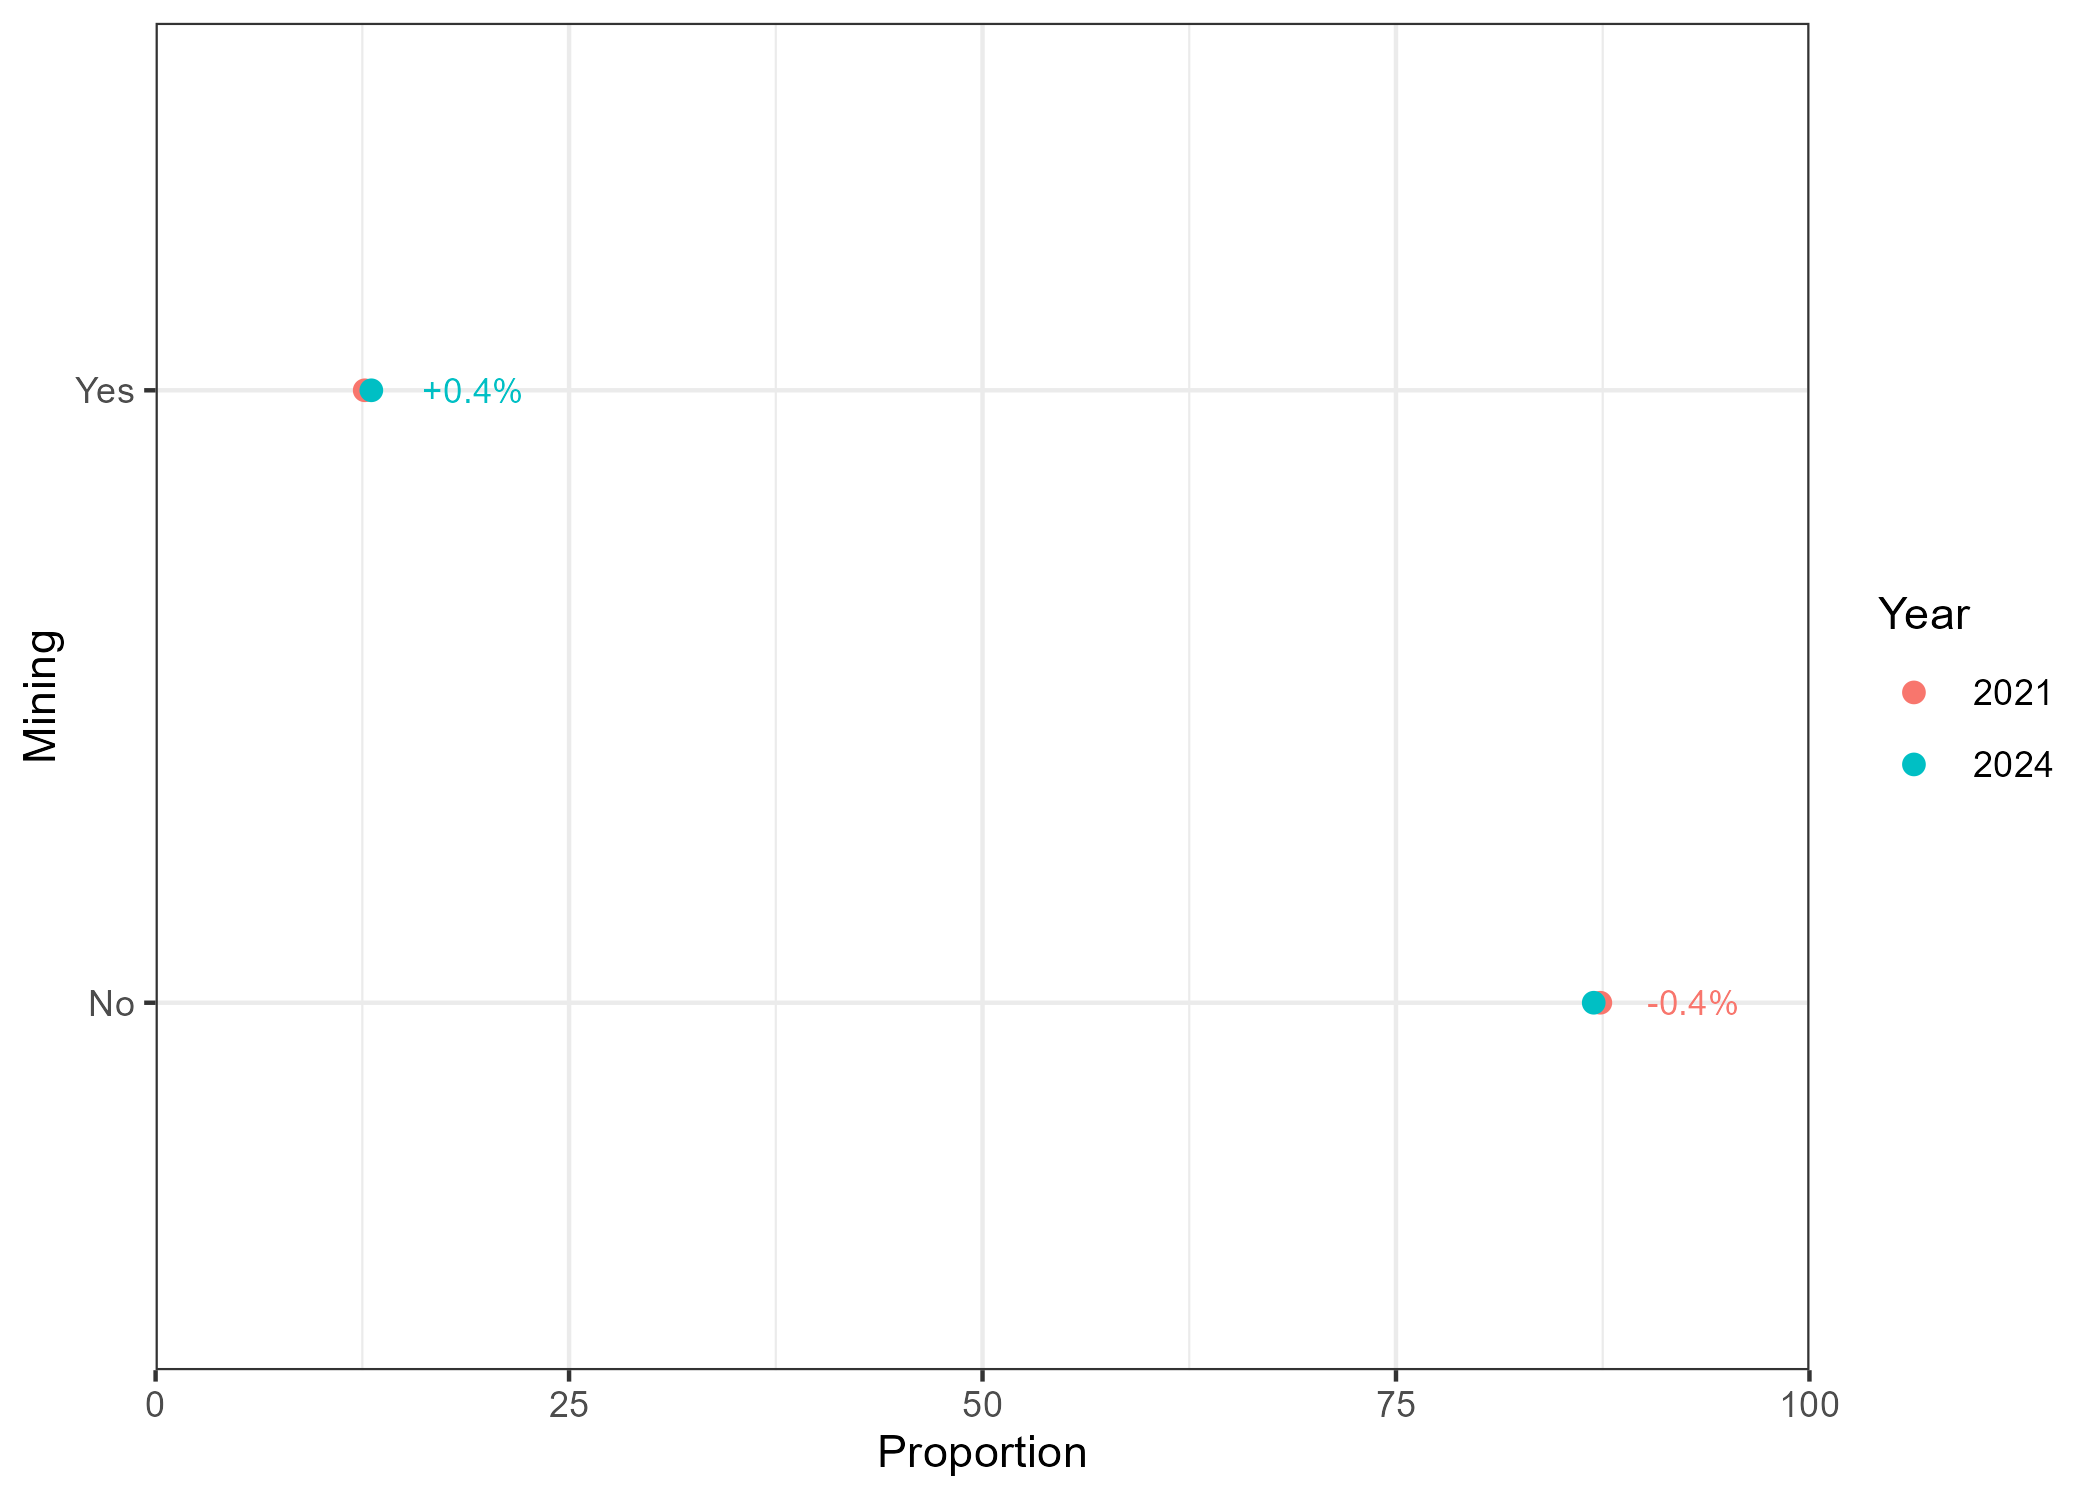 Yes
+0.4%
Mining
No
-0.4%
0
25
50
75
100
Proportion
Year
2021
2024